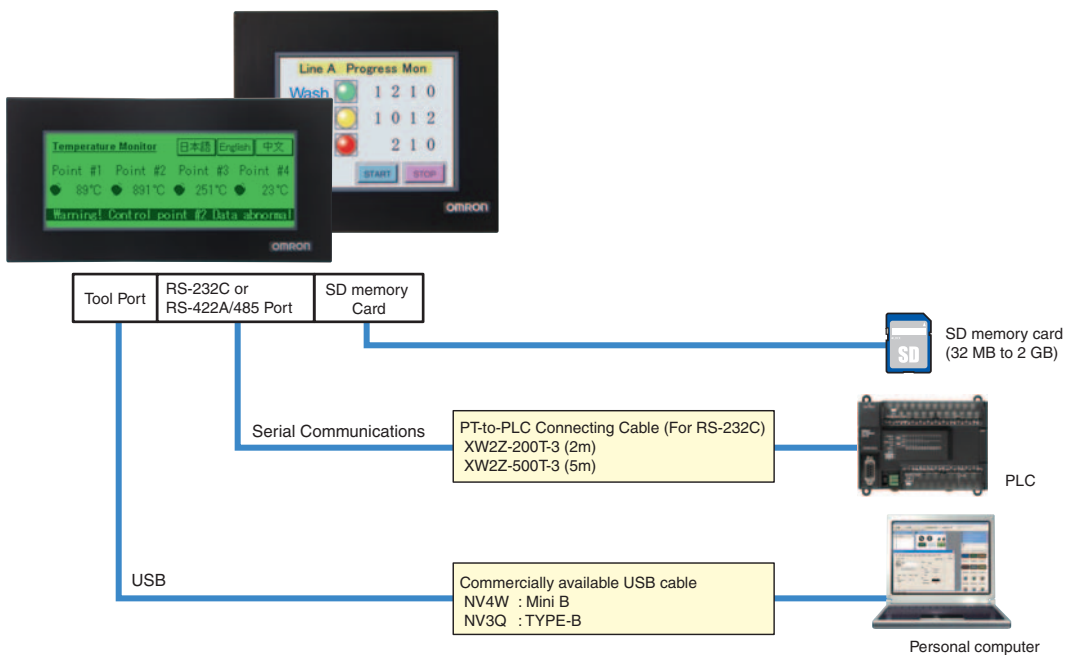 Line A Progress Mon
Wash 1 2 1 0
1 0 1 2
2 1 0
START STOP
OMRON
Temperature Monitor 日本語 English 中文
Point #1 Point #2 Point #3 Point #4
89℃ 891℃ 251℃ 23℃
Warning! Control point #2 Data abnormal
OMRON
Tool Port
RS-232C or
RS-422A/485 Port
SD memory
Card
SD
SD memory card
(32 MB to 2 GB)
Serial Communications
PT-to-PLC Connecting Cable (For RS-232C)
XW2Z-200T-3 (2m)
XW2Z-500T-3 (5m)
PLC
USB
Commercially available USB cable
NV4W : Mini B
NV3Q : TYPE-B
Personal computer